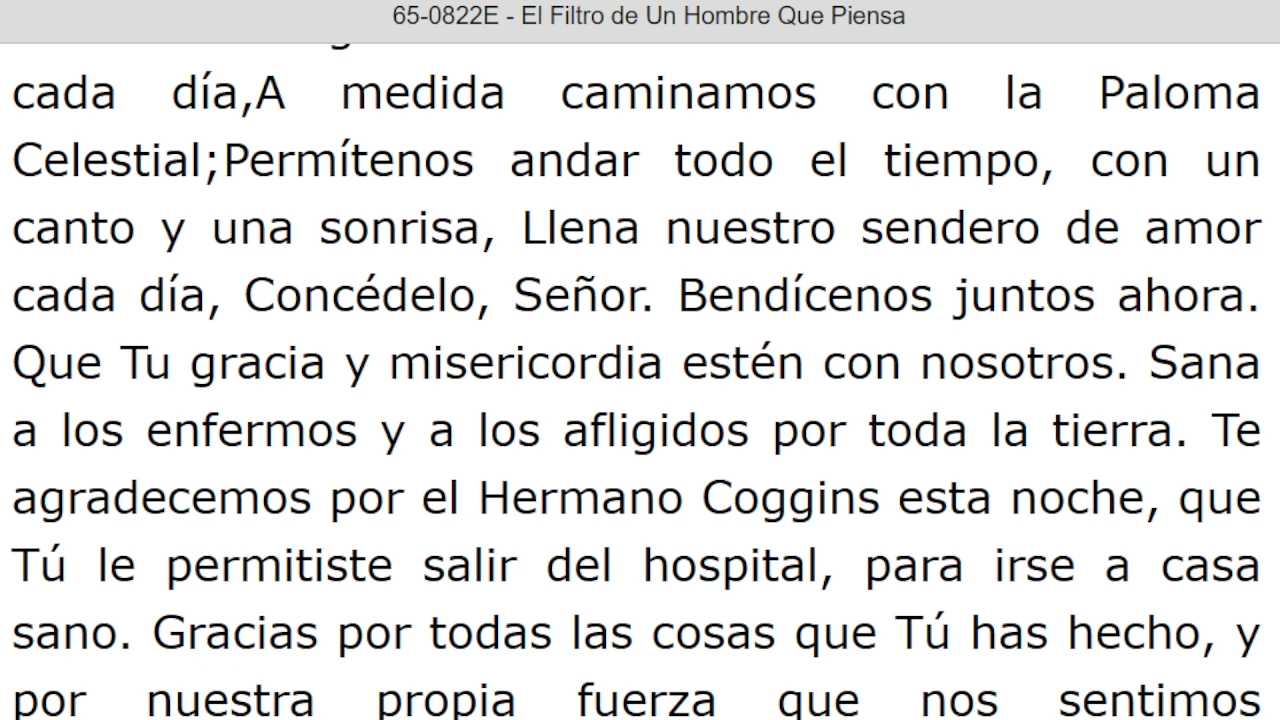 65-0822E - El Filtro de Un Hombre Que Piensa
cada día,A medida caminamos con la Paloma
Celestial;Permítenos andar todo el tiempo, con un
canto y una sonrisa, Llena nuestro sendero de amor
cada día, Concédelo, Señor. Bendícenos juntos ahora.
Que Tu gracia y misericordia estén con nosotros. Sana
a los enfermos y a los afligidos por toda la tierra. Te
agradecemos por el Hermano Coggins esta noche, que
Tú le permitiste salir del hospital, para irse a casa
sano. Gracias por todas las cosas que Tú has hecho, y
por nuestra propia fuerza que nos sentimos